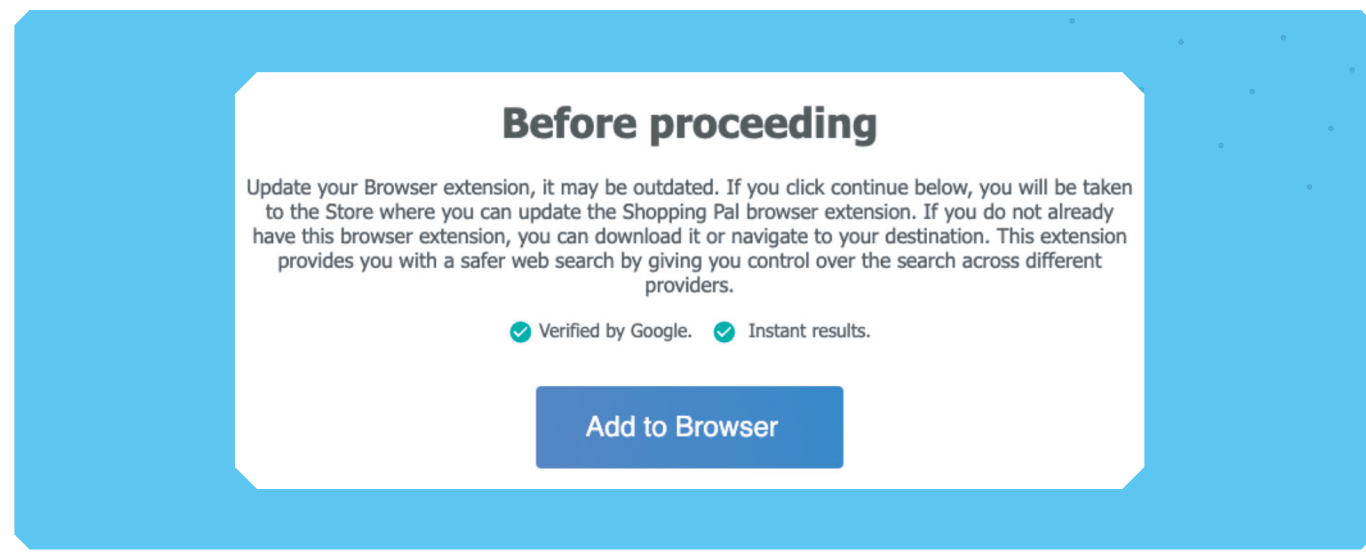 Before proceeding
Update your Browser extension, it may be outdated. If you click continue below, you will be taken
to the Store where you can update the Shopping Pal browser extension. If you do not already
have this browser extension, you can download it or navigate to your destination. This extension
provides you with a safer web search by giving you control over the search across different
providers.
Verified by Google. Instant results.
Add to Browser